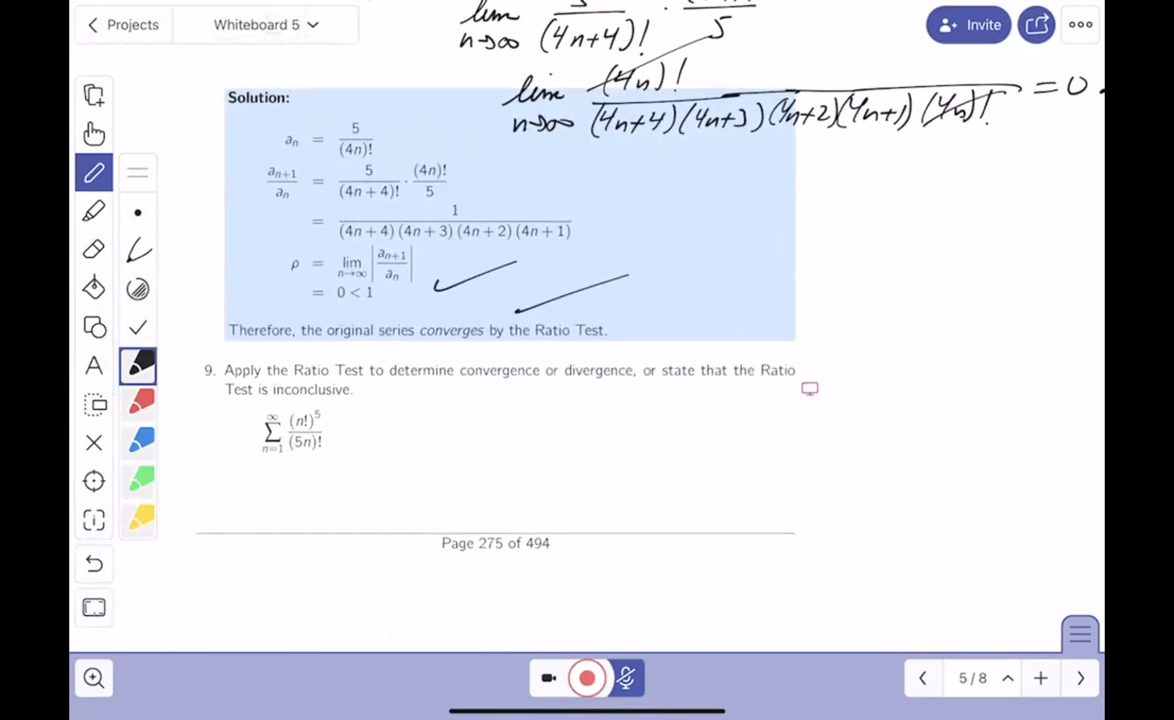 Projects
Whiteboard 5
Invite
lim
n→∞ (4n+4)! · 5
lim (4n)!
n→∞ (4n+4)(4n+3)(4n+2)(4n+1)(4n)! = 0.
Solution:
aₙ = 5 / (4n)!
aₙ₊₁ / aₙ = 5 / (4n + 4)! · (4n)! / 5
= 1 / (4n + 4) (4n + 3) (4n + 2) (4n + 1)
ρ = lim n→∞ |aₙ₊₁ / aₙ|
= 0 < 1
Therefore, the original series converges by the Ratio Test.
9. Apply the Ratio Test to determine convergence or divergence, or state that the Ratio
Test is inconclusive.
∞ ∑ n=1 (n!)⁵ / (5n)!
Page 275 of 494
A
5 / 8